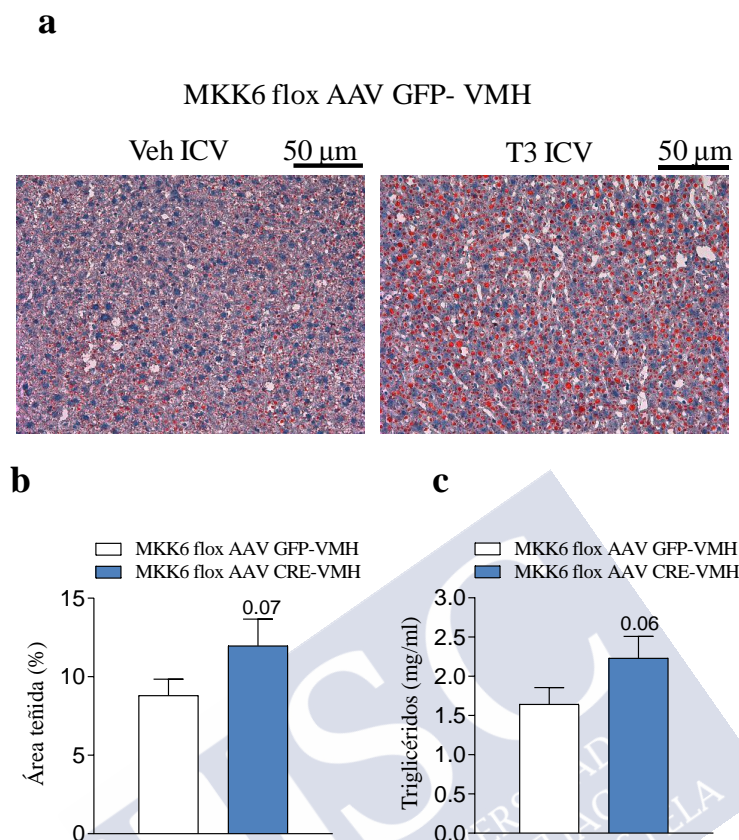 a
MKK6 flox AAV GFP- VMH
Veh ICV
50 µm
T3 ICV
50 µm
b
MKK6 flox AAV GFP-VMH
MKK6 flox AAV CRE-VMH
15
10
5
0
Área teñida (%)
0.07
c
MKK6 flox AAV GFP-VMH
MKK6 flox AAV CRE-VMH
3.0
2.5
2.0
1.5
1.0
0.5
0.0
Triglicéridos (mg/ml)
0.06
USC